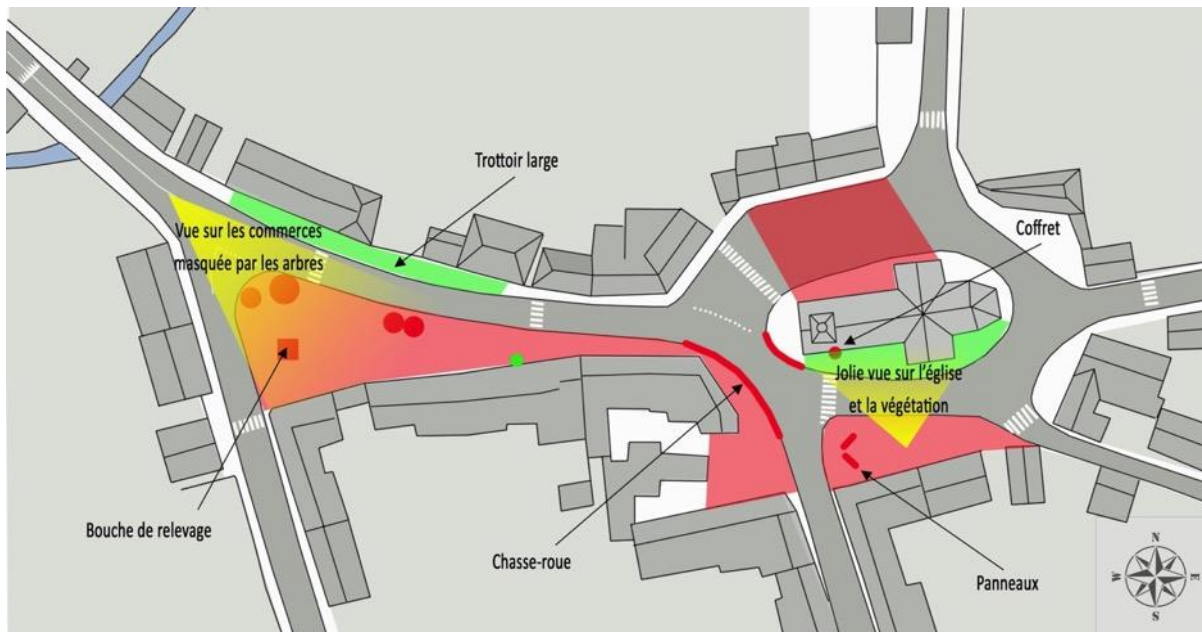 Trottoir large
Vue sur les commerces
masquée par les arbres
Coffret
Jolie vue sur l'église
et la végétation
Bouche de relevage
Chasse-roue
Panneaux
N
W
E
S